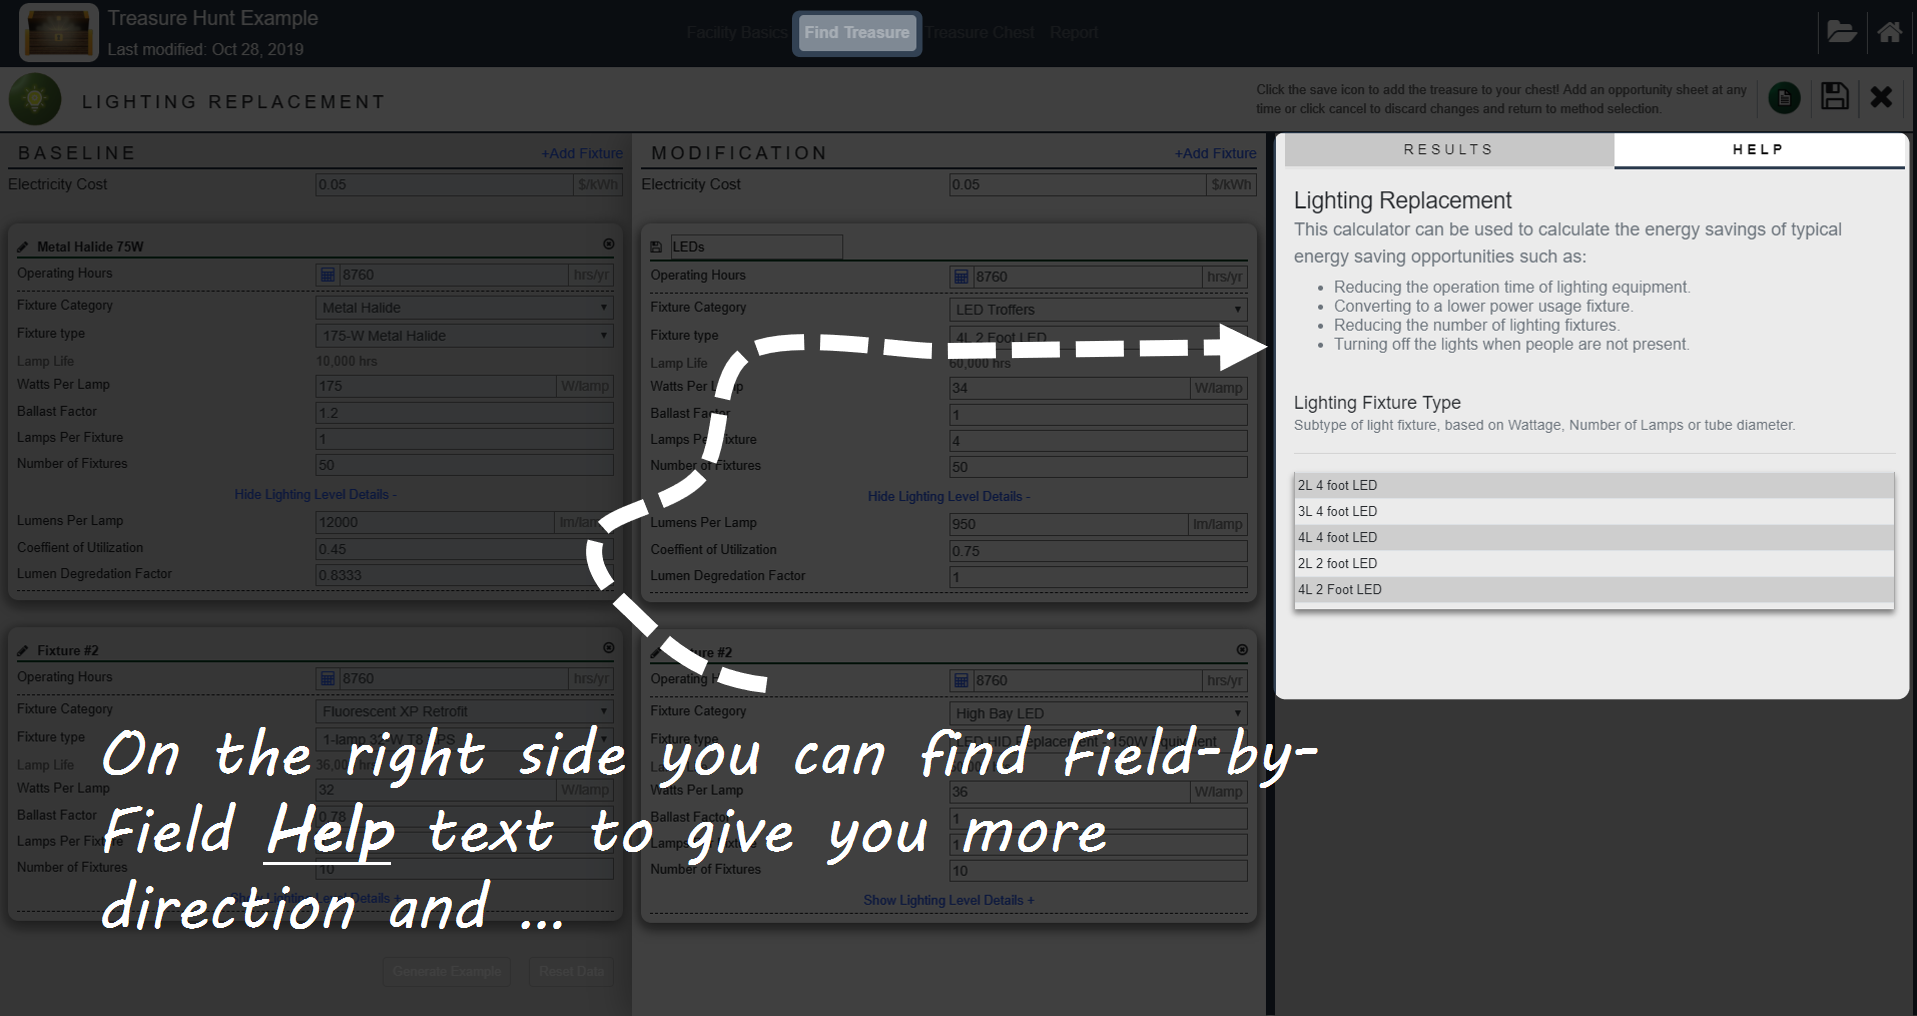 Treasure Hunt Example
Last modified: Oct 28, 2019
Facility Basics Find Treasure Treasure Chest Report
LIGHTING REPLACEMENT
Click the save icon to add the treasure to your chest! Add an opportunity sheet at any
time or click cancel to discard changes and return to method selection.
BASELINE +Add Fixture
Electricity Cost 0.05 $/kWh
Metal Halide 75W
Operating Hours 8760 hrs/yr
Fixture Category Metal Halide
Fixture type 175-W Metal Halide
Lamp Life 10,000 hrs
Watts Per Lamp 175 W/lamp
Ballast Factor 1.2
Lamps Per Fixture 1
Number of Fixtures 50
Hide Lighting Level Details -
Lumens Per Lamp 12000 lm/lamp
Coeffient of Utilization 0.45
Lumen Degredation Factor 0.8333
Fixture #2
Operating Hours 8760 hrs/yr
Fixture Category Fluorescent XP Retrofit
Fixture type 1-lamp 32-W T8
Lamp Life 36,000 hrs
Watts Per Lamp 32 W/lamp
Ballast Factor 0.78
Lamps Per Fixture
Number of Fixtures 10
Show Lighting Level Details +
Generate Example Reset Data
MODIFICATION +Add Fixture
Electricity Cost 0.05 $/kWh
LEDs
Operating Hours 8760 hrs/yr
Fixture Category LED Troffers
Fixture type 4L 2 Foot LED
Lamp Life 60,000 hrs
Watts Per Lamp 34 W/lamp
Ballast Factor 1
Lamps Per Fixture 4
Number of Fixtures 50
Hide Lighting Level Details -
Lumens Per Lamp 950 lm/lamp
Coeffient of Utilization 0.75
Lumen Degredation Factor 1
Fixture #2
Operating Hours 8760 hrs/yr
Fixture Category High Bay LED
Fixture type LED HID Replacement - 150W Equivalent
Lamp Life
Watts Per Lamp 36 W/lamp
Ballast Factor 1
Lamps Per Fixture 1
Number of Fixtures 10
Show Lighting Level Details +
RESULTS HELP
Lighting Replacement
This calculator can be used to calculate the energy savings of typical
energy saving opportunities such as:
• Reducing the operation time of lighting equipment.
• Converting to a lower power usage fixture.
• Reducing the number of lighting fixtures.
• Turning off the lights when people are not present.
Lighting Fixture Type
Subtype of light fixture, based on Wattage, Number of Lamps or tube diameter.
2L 4 foot LED
3L 4 foot LED
4L 4 foot LED
2L 2 foot LED
4L 2 Foot LED
On the right side you can find Field-by-
Field Help text to give you more
direction and ...